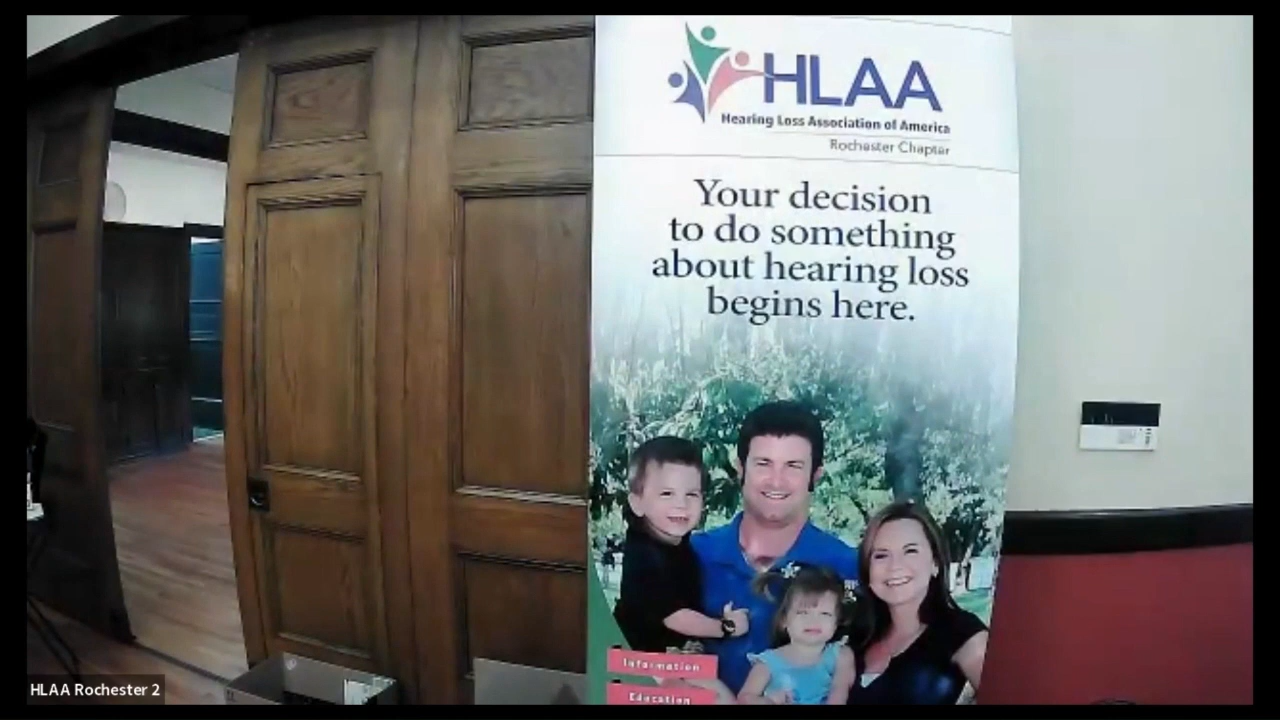 HLAA
Hearing Loss Association of America
Rochester Chapter
Your decision
to do something
about hearing loss
begins here.
Information
Education
HLAA Rochester 2